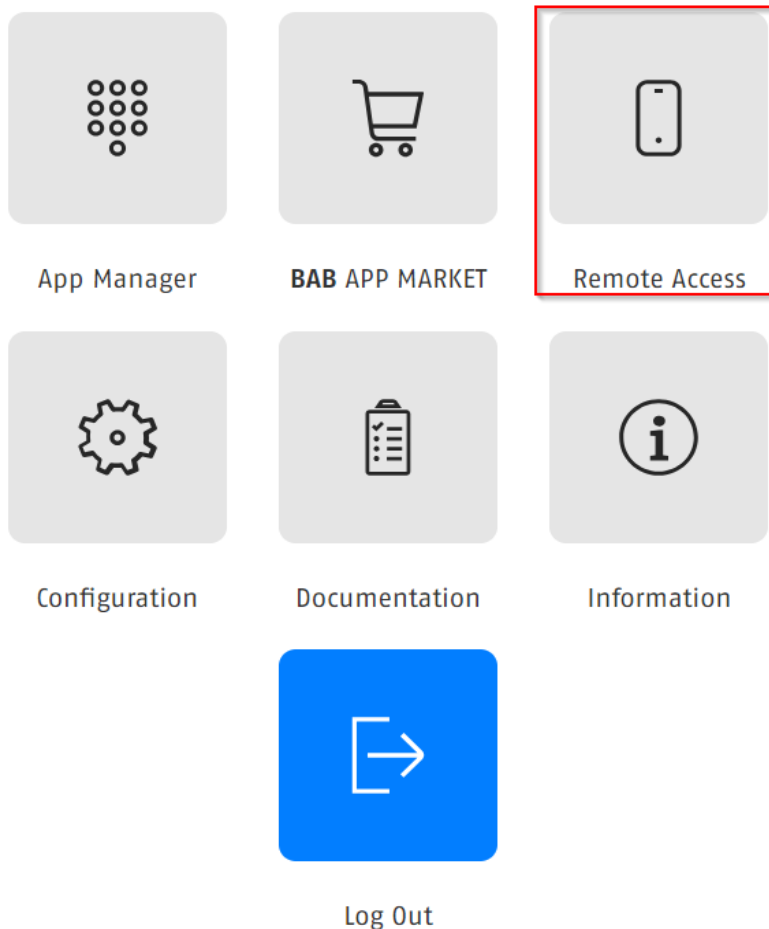 App Manager
BAB APP MARKET
Remote Access
Configuration
Documentation
Information
Log Out